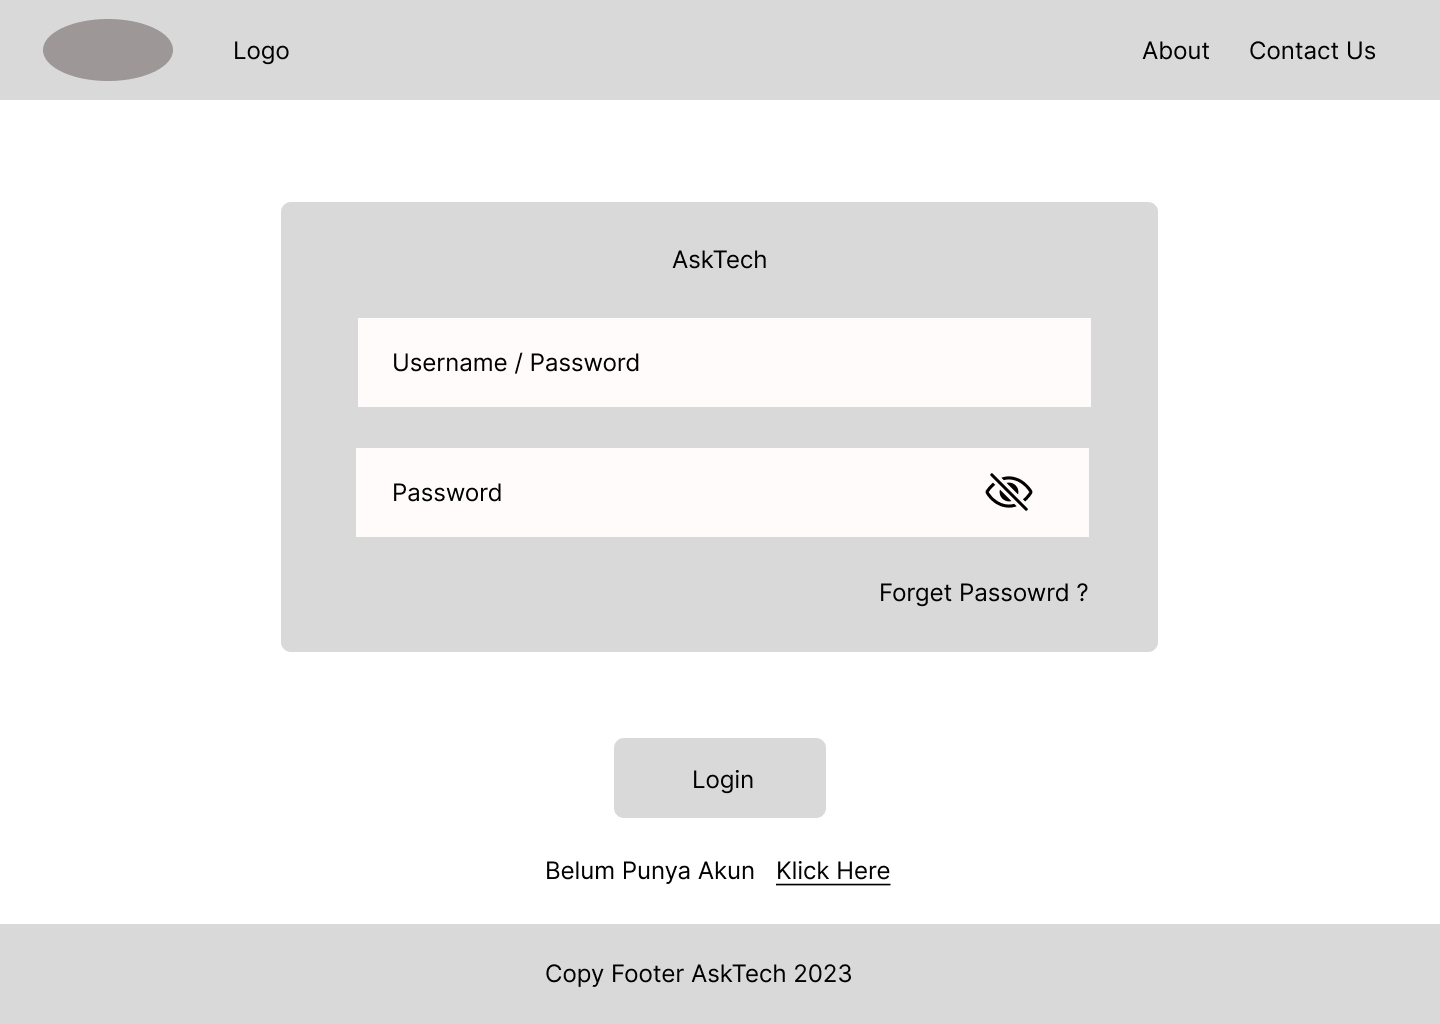 Logo
About
Contact Us
AskTech
Username / Password
Password
Forget Passowrd ?
Login
Belum Punya Akun Klick Here
Copy Footer AskTech 2023